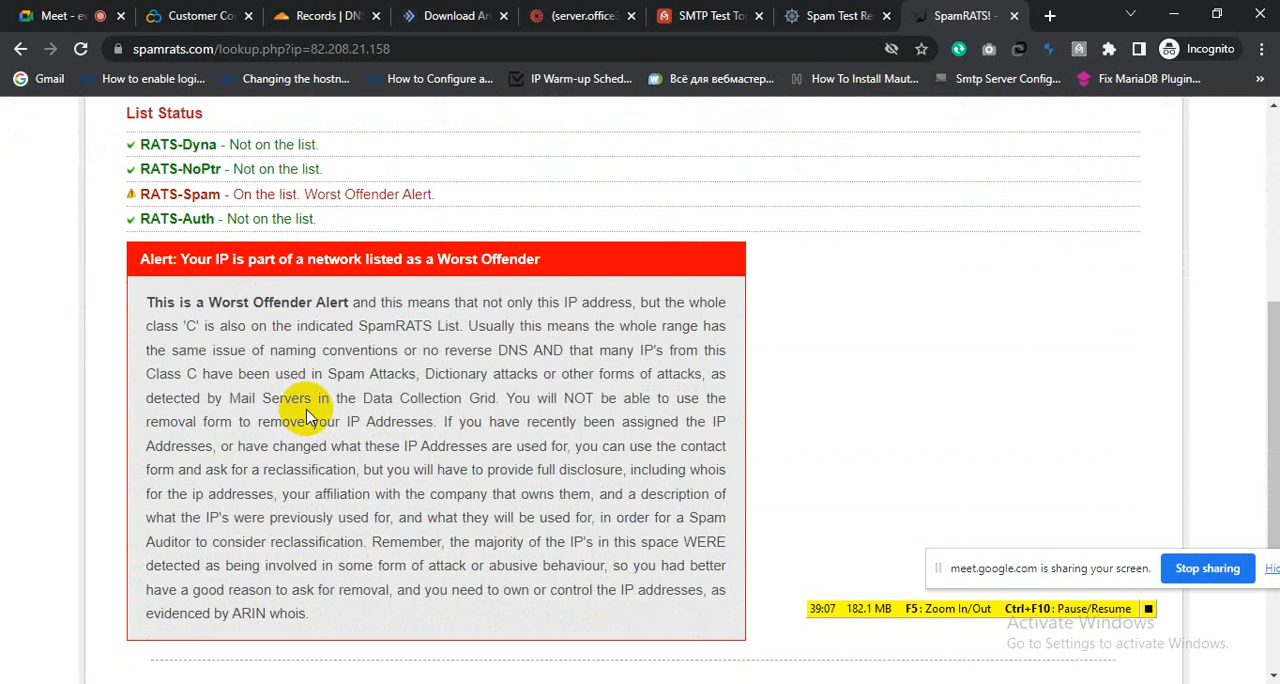 Meet - ev
Customer Co
Records | DN
Download An
(server.office
SMTP Test To
Spam Test Re
SpamRATS! -
spamrats.com/lookup.php?ip=82.208.21.158
Incognito
Gmail
How to enable logi...
Changing the hostn...
How to Configure a...
IP Warm-up Sched...
Всё для вебмастер...
How To Install Maut...
Smtp Server Config...
Fix MariaDB Plugin...
»
List Status
RATS-Dyna - Not on the list.
RATS-NoPtr - Not on the list.
RATS-Spam - On the list. Worst Offender Alert.
RATS-Auth - Not on the list.
Alert: Your IP is part of a network listed as a Worst Offender
This is a Worst Offender Alert and this means that not only this IP address, but the whole
class 'C' is also on the indicated SpamRATS List. Usually this means the whole range has
the same issue of naming conventions or no reverse DNS AND that many IP's from this
Class C have been used in Spam Attacks, Dictionary attacks or other forms of attacks, as
detected by Mail Servers in the Data Collection Grid. You will NOT be able to use the
removal form to remove your IP Addresses. If you have recently been assigned the IP
Addresses, or have changed what these IP Addresses are used for, you can use the contact
form and ask for a reclassification, but you will have to provide full disclosure, including whois
for the ip addresses, your affiliation with the company that owns them, and a description of
what the IP's were previously used for, and what they will be used for, in order for a Spam
Auditor to consider reclassification. Remember, the majority of the IP's in this space WERE
detected as being involved in some form of attack or abusive behaviour, so you had better
have a good reason to ask for removal, and you need to own or control the IP addresses, as
evidenced by ARIN whois.
meet.google.com is sharing your screen.
Stop sharing
Hid
39:07 182.1 MB F5: Zoom In/Out Ctrl+F10: Pause/Resume
Activate Windows
Go to Settings to activate Windows.